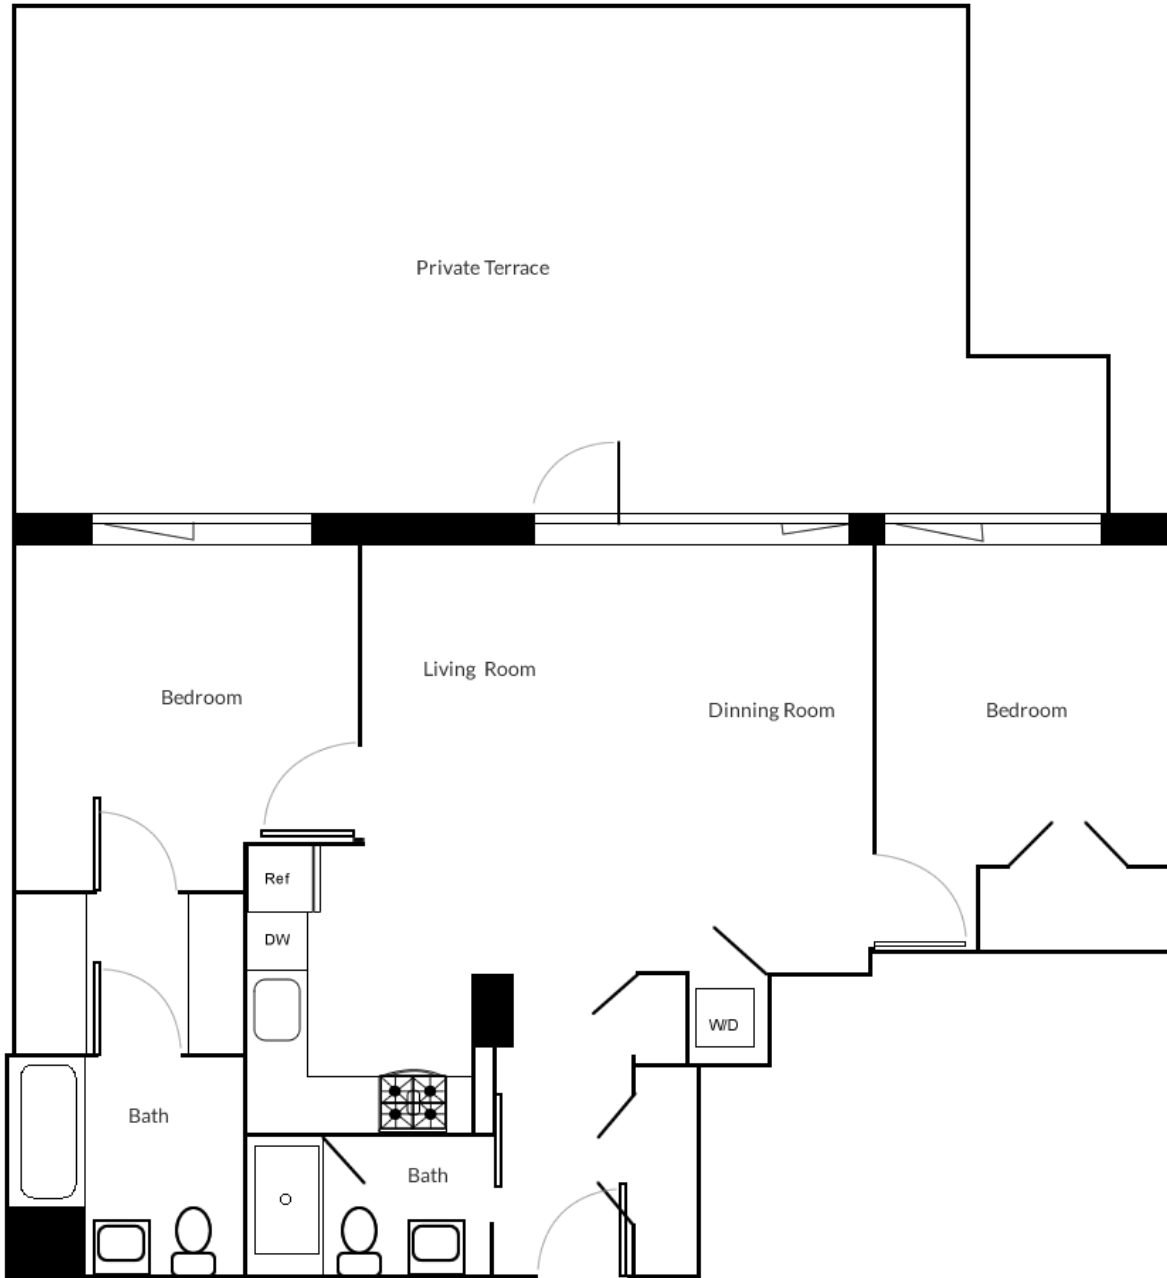 Private Terrace
Living Room
Bedroom
Dinning Room
Bedroom
Ref
DW
W/D
Bath
Bath